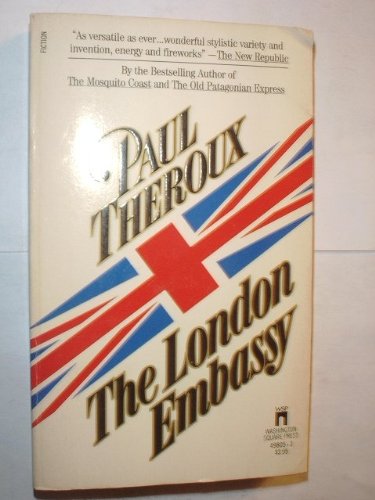 FICTION
"As versatile as ever...wonderful stylistic variety and
invention, energy and fireworks" —The New Republic
By the Bestselling Author of
The Mosquito Coast and The Old Patagonian Express
PAUL
THEROUX
The London
Embassy
WSP
WASHINGTON
SQUARE PRESS
$3.95